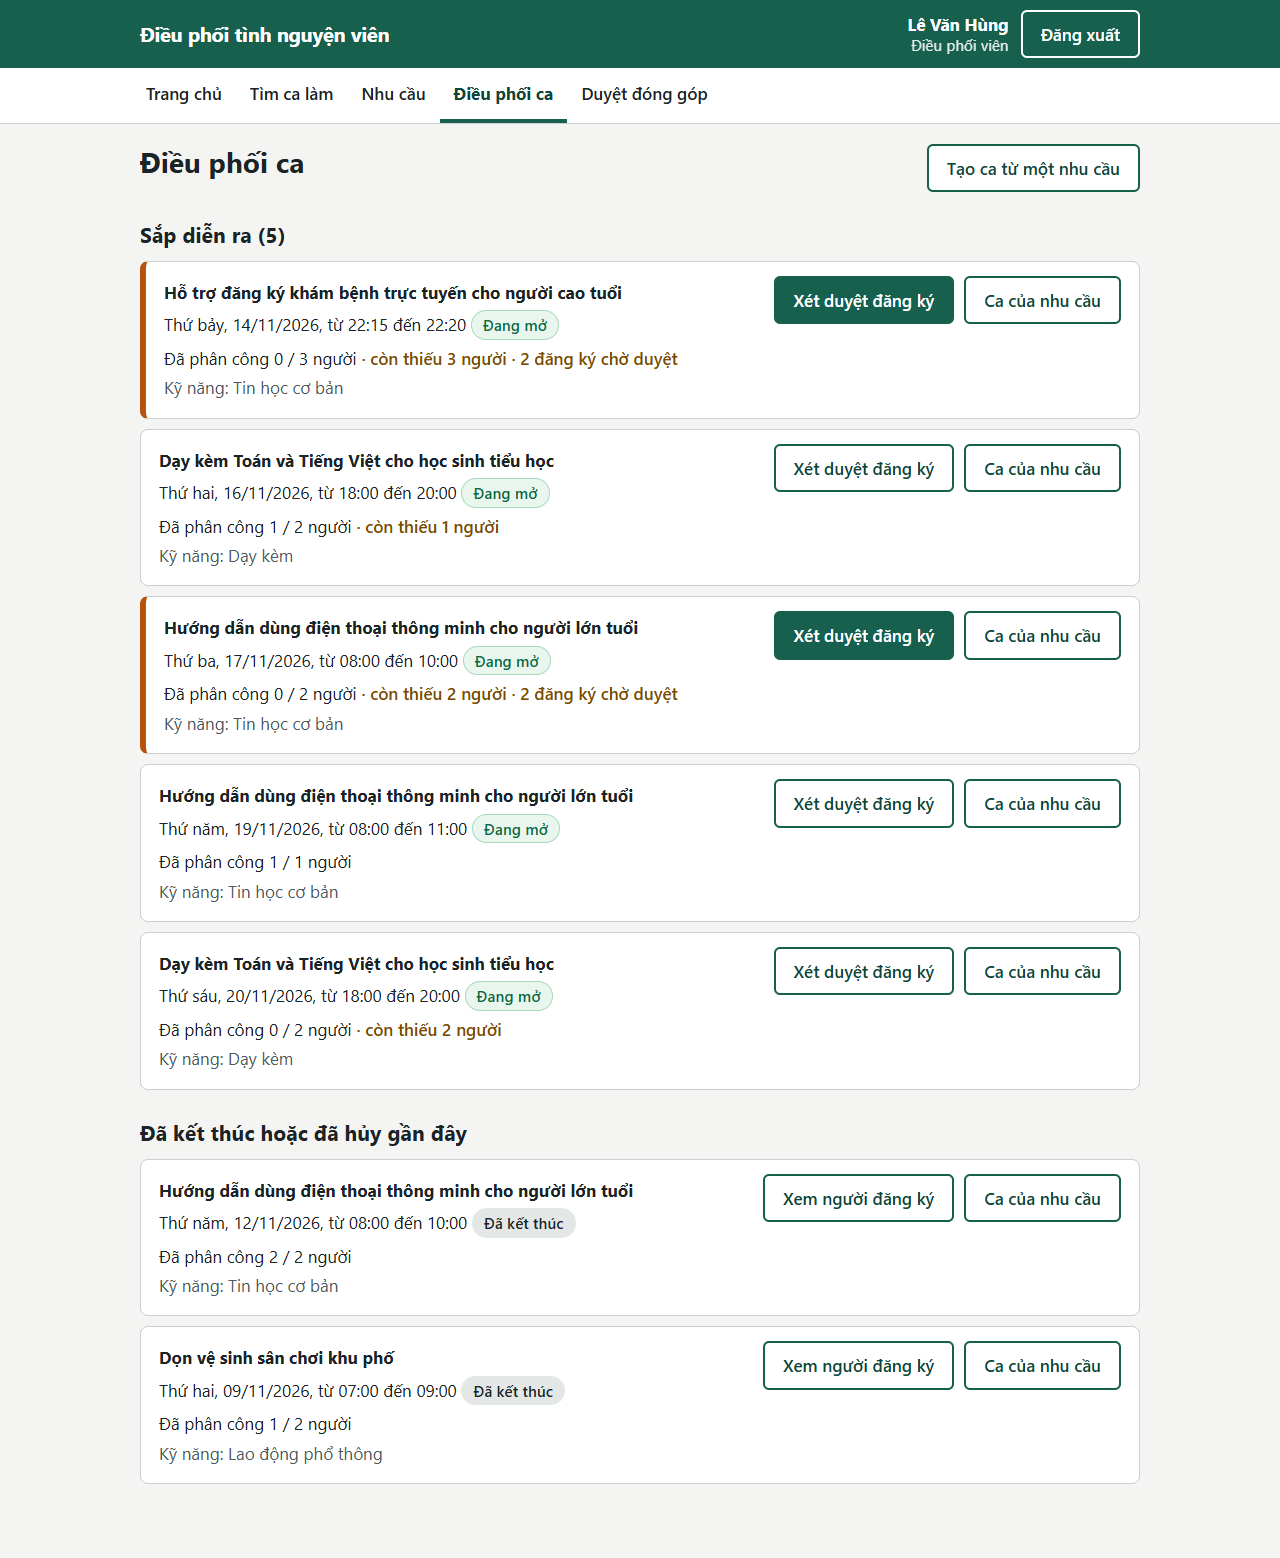 Điều phối tình nguyện viên
Lê Văn Hùng
Điều phối viên
Đăng xuất
Trang chủ
Tìm ca làm
Nhu cầu
Điều phối ca
Duyệt đóng góp
Điều phối ca
Tạo ca từ một nhu cầu
Sắp diễn ra (5)
Hỗ trợ đăng ký khám bệnh trực tuyến cho người cao tuổi
Xét duyệt đăng ký
Ca của nhu cầu
Thứ bảy, 14/11/2026, từ 22:15 đến 22:20 Đang mở
Đã phân công 0 / 3 người · còn thiếu 3 người · 2 đăng ký chờ duyệt
Kỹ năng: Tin học cơ bản
Dạy kèm Toán và Tiếng Việt cho học sinh tiểu học
Xét duyệt đăng ký
Ca của nhu cầu
Thứ hai, 16/11/2026, từ 18:00 đến 20:00 Đang mở
Đã phân công 1 / 2 người · còn thiếu 1 người
Kỹ năng: Dạy kèm
Hướng dẫn dùng điện thoại thông minh cho người lớn tuổi
Xét duyệt đăng ký
Ca của nhu cầu
Thứ ba, 17/11/2026, từ 08:00 đến 10:00 Đang mở
Đã phân công 0 / 2 người · còn thiếu 2 người · 2 đăng ký chờ duyệt
Kỹ năng: Tin học cơ bản
Hướng dẫn dùng điện thoại thông minh cho người lớn tuổi
Xét duyệt đăng ký
Ca của nhu cầu
Thứ năm, 19/11/2026, từ 08:00 đến 11:00 Đang mở
Đã phân công 1 / 1 người
Kỹ năng: Tin học cơ bản
Dạy kèm Toán và Tiếng Việt cho học sinh tiểu học
Xét duyệt đăng ký
Ca của nhu cầu
Thứ sáu, 20/11/2026, từ 18:00 đến 20:00 Đang mở
Đã phân công 0 / 2 người · còn thiếu 2 người
Kỹ năng: Dạy kèm
Đã kết thúc hoặc đã hủy gần đây
Hướng dẫn dùng điện thoại thông minh cho người lớn tuổi
Xem người đăng ký
Ca của nhu cầu
Thứ năm, 12/11/2026, từ 08:00 đến 10:00 Đã kết thúc
Đã phân công 2 / 2 người
Kỹ năng: Tin học cơ bản
Dọn vệ sinh sân chơi khu phố
Xem người đăng ký
Ca của nhu cầu
Thứ hai, 09/11/2026, từ 07:00 đến 09:00 Đã kết thúc
Đã phân công 1 / 2 người
Kỹ năng: Lao động phổ thông